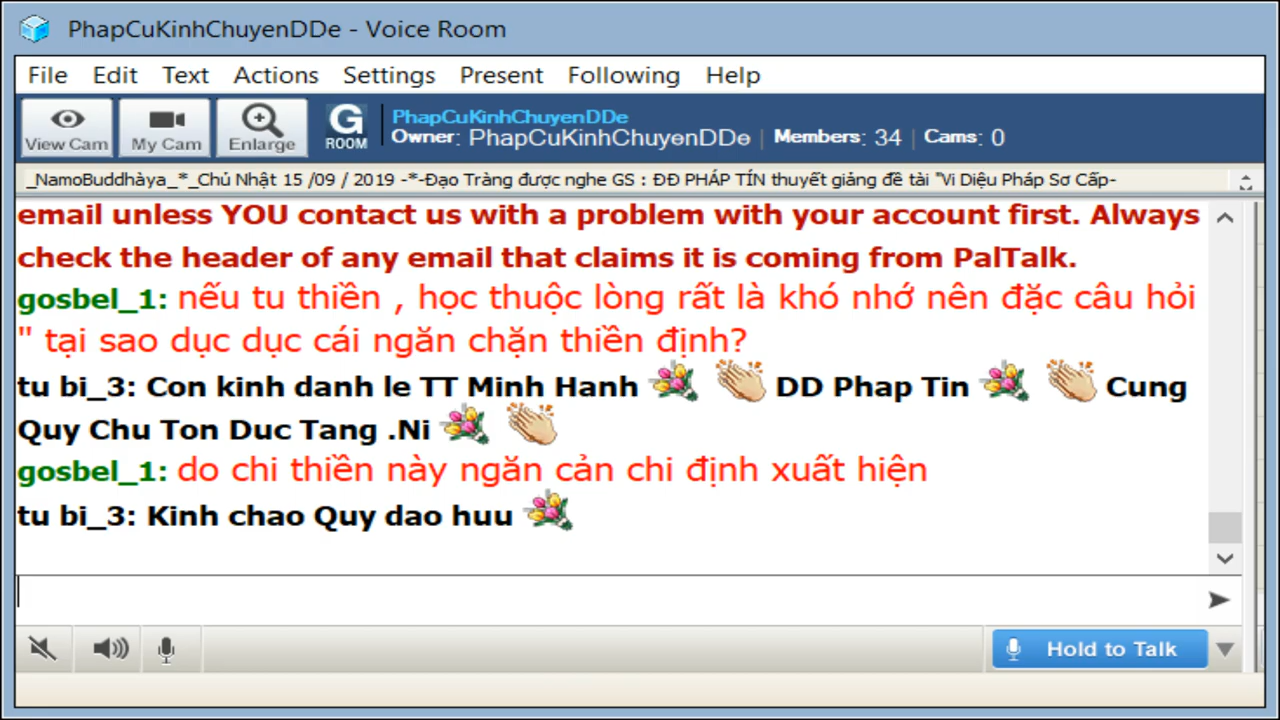 PhapCuKinhChuyenDDe - Voice Room
File Edit Text Actions Settings Present Following Help
View Cam My Cam Enlarge G ROOM
PhapCuKinhChuyenDDe
Owner: PhapCuKinhChuyenDDe | Members: 34 | Cams: 0
_NamoBuddhàya_*_Chủ Nhật 15 /09 / 2019 -*-Đạo Tràng được nghe GS : ĐĐ PHÁP TÍN thuyết giảng đề tài "Vi Diệu Pháp Sơ Cấp-
email unless YOU contact us with a problem with your account first. Always
check the header of any email that claims it is coming from PalTalk.
gosbel_1: nếu tu thiền , học thuộc lòng rất là khó nhớ nên đặc câu hỏi
" tại sao dục dục cái ngăn chặn thiền định?
tu bi_3: Con kinh danh le TT Minh Hanh DD Phap Tin Cung
Quy Chu Ton Duc Tang .Ni
gosbel_1: do chi thiền này ngăn cản chi định xuất hiện
tu bi_3: Kinh chao Quy dao huu
Hold to Talk